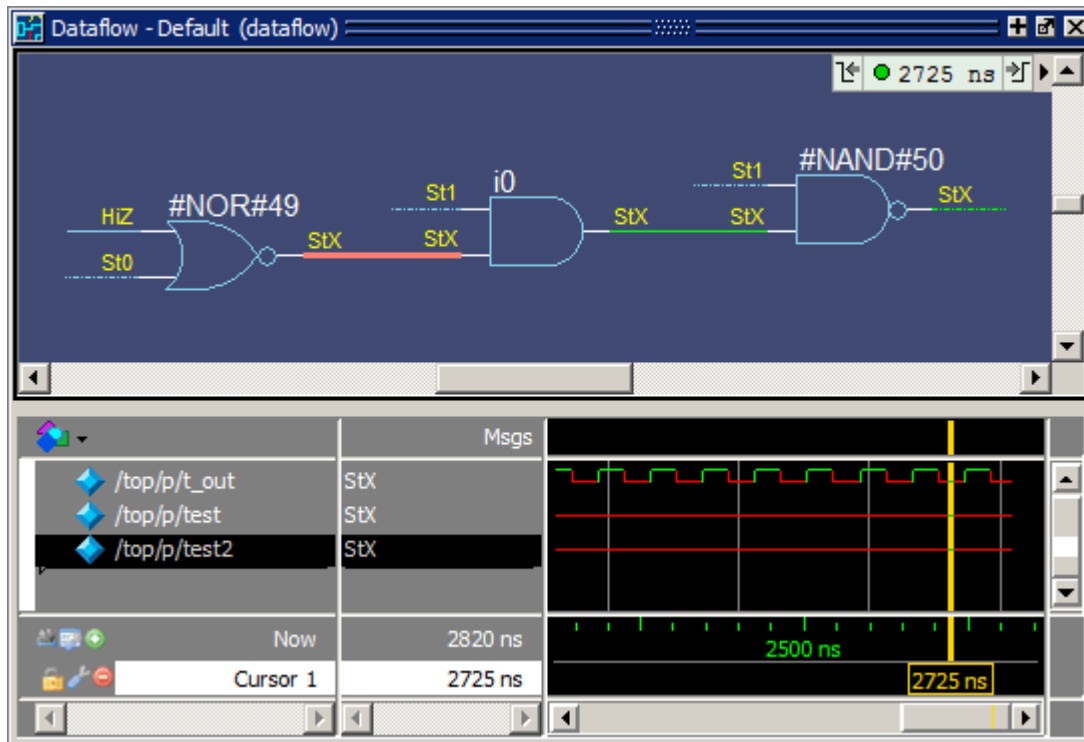 Dataflow - Default (dataflow)
2725 ns
#NAND#50
St1
i0
St1
StX
#NOR#49
HiZ
StX
StX
StX
StX
St0
Msgs
/top/p/t_out StX
/top/p/test StX
/top/p/test2 StX
Now 2820 ns
2500 ns
Cursor 1 2725 ns
2725 ns